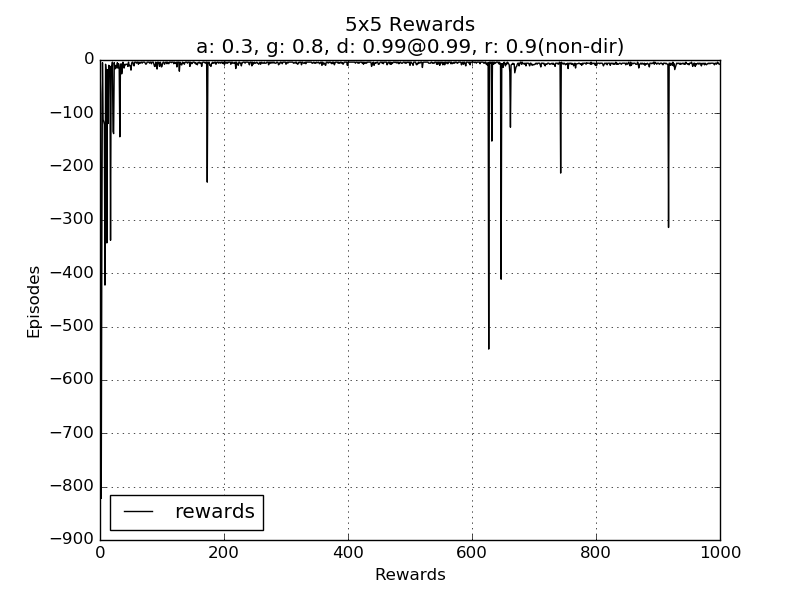 5x5 Rewards
a: 0.3, g: 0.8, d: 0.99@0.99, r: 0.9(non-dir)
0
−100
−200
−300
−400
−500
−600
−700
−800
−900
Episodes
rewards
0 200 400 600 800 1000
Rewards